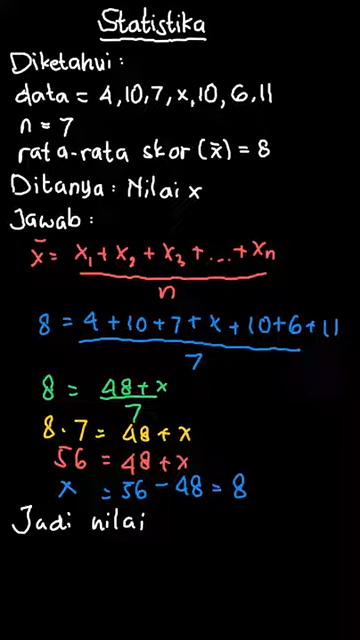 Statistika
Diketahui:
data = 4, 10, 7, x, 10, 6, 11
n = 7
rata-rata skor (x̄) = 8
Ditanya: Nilai x
Jawab:
x̄ = x₁ + x₂ + x₃ + ... + xₙ
n
8 = 4 + 10 + 7 + x + 10 + 6 + 11
7
8 = 48 + x
7
8 . 7 = 48 + x
56 = 48 + x
x = 56 - 48 = 8
Jadi nilai